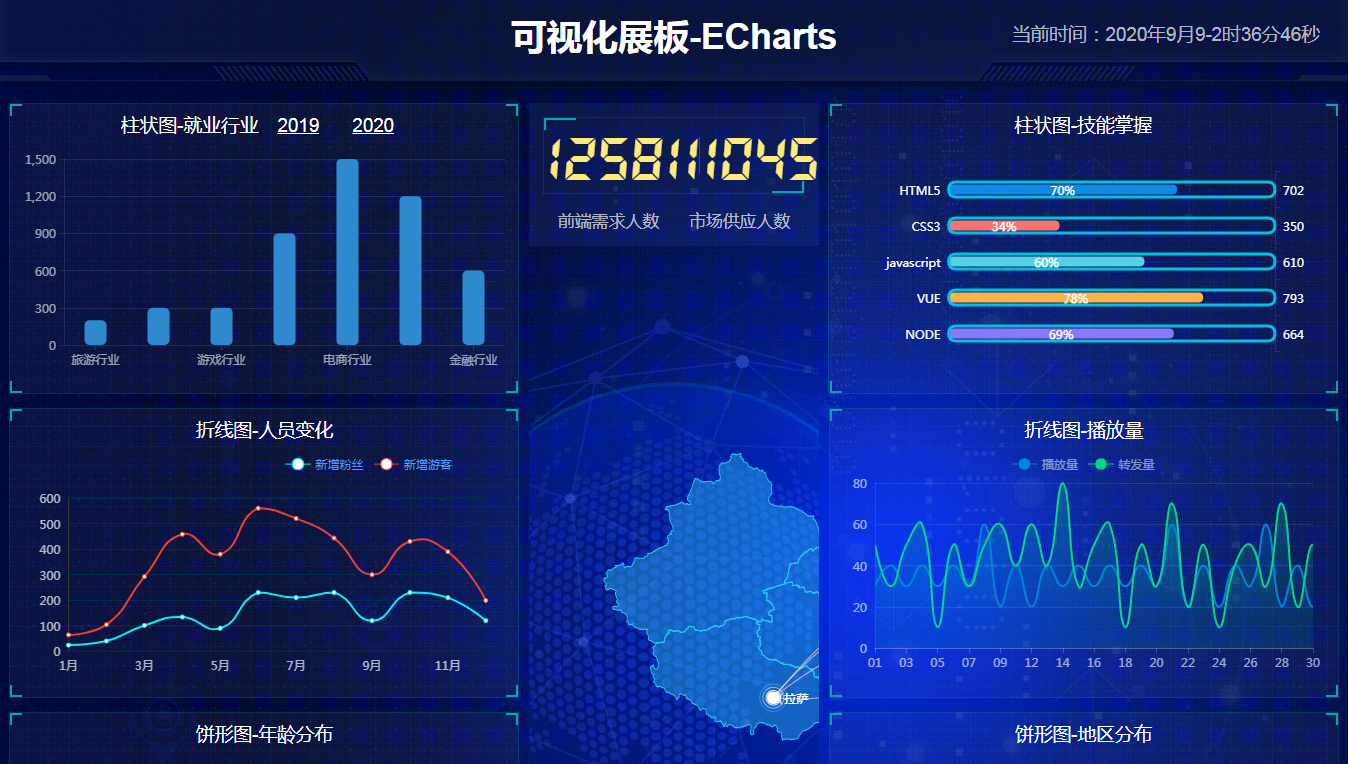 可视化展板-ECharts
当前时间：2020年9月9-2时36分46秒
柱状图-就业行业 2019 2020
1,500
1,200
900
600
300
0
旅游行业 游戏行业 电商行业 金融行业
125811 11045
前端需求人数 市场供应人数
柱状图-技能掌握
HTML5 70% 702
CSS3 34% 350
javascript 60% 610
VUE 78% 793
NODE 69% 664
折线图-人员变化
新增粉丝 新增游客
600
500
400
300
200
100
0
1月 3月 5月 7月 9月 11月
拉萨
折线图-播放量
播放量 转发量
80
60
40
20
0
01 03 05 07 09 12 14 16 18 20 22 24 26 28 30
饼形图-年龄分布
饼形图-地区分布